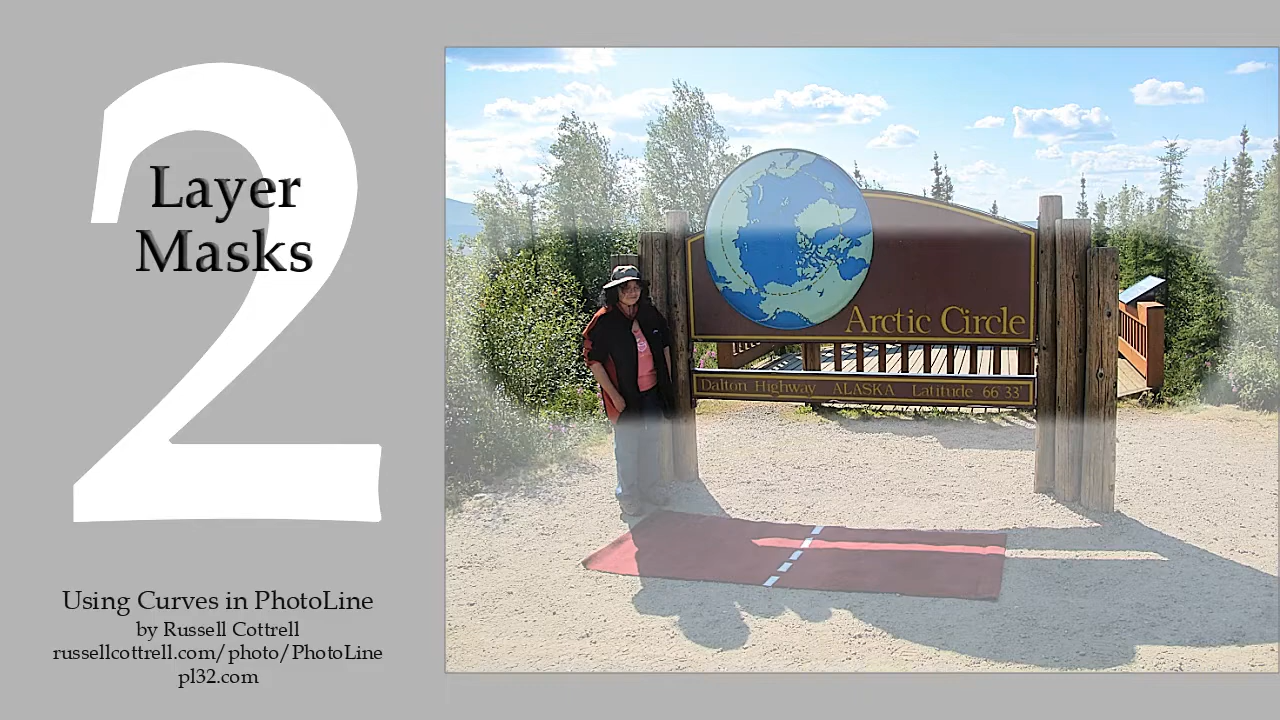 2
Layer
Masks
Using Curves in PhotoLine
by Russell Cottrell
russellcottrell.com/photo/PhotoLine
pl32.com
Arctic Circle
Dalton Highway ALASKA Latitude 66°33'